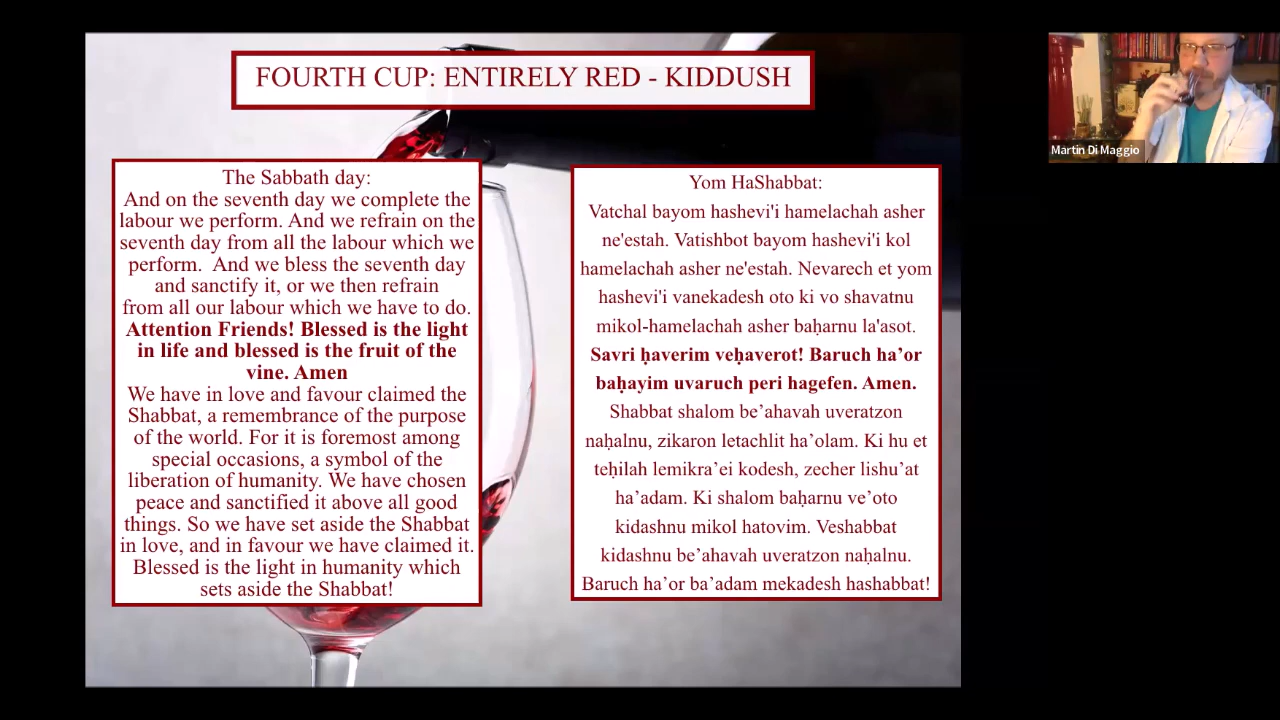 FOURTH CUP: ENTIRELY RED - KIDDUSH
The Sabbath day:
And on the seventh day we complete the
labour we perform. And we refrain on the
seventh day from all the labour which we
perform. And we bless the seventh day
and sanctify it, or we then refrain
from all our labour which we have to do.
Attention Friends! Blessed is the light
in life and blessed is the fruit of the
vine. Amen
We have in love and favour claimed the
Shabbat, a remembrance of the purpose
of the world. For it is foremost among
special occasions, a symbol of the
liberation of humanity. We have chosen
peace and sanctified it above all good
things. So we have set aside the Shabbat
in love, and in favour we have claimed it.
Blessed is the light in humanity which
sets aside the Shabbat!
Yom HaShabbat:
Vatchal bayom hashevi'i hamelachah asher
ne'estah. Vatishbot bayom hashevi'i kol
hamelachah asher ne'estah. Nevarech et yom
hashevi'i vanekadesh oto ki vo shavatnu
mikol-hamelachah asher baḥarnu la'asot.
Savri ḥaverim veḥaverot! Baruch ha’or
baḥayim uvaruch peri hagefen. Amen.
Shabbat shalom be’ahavah uveratzon
naḥalnu, zikaron letachlit ha’olam. Ki hu et
teḥilah lemikra’ei kodesh, zecher lishu’at
ha’adam. Ki shalom baḥarnu ve’oto
kidashnu mikol hatovim. Veshabbat
kidashnu be’ahavah uveratzon naḥalnu.
Baruch ha’or ba’adam mekadesh hashabbat!
Martin Di Maggio